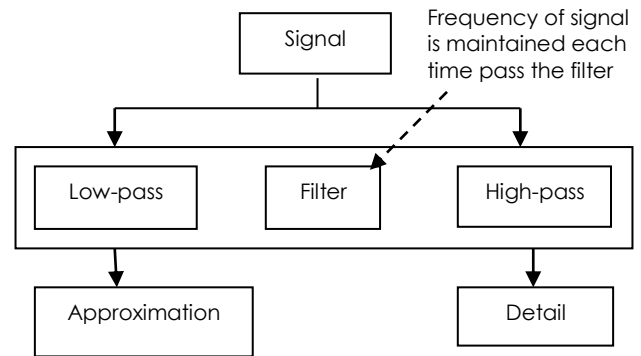 Signal
Frequency of signal
is maintained each
time pass the filter
Low-pass
Filter
High-pass
Approximation
Detail